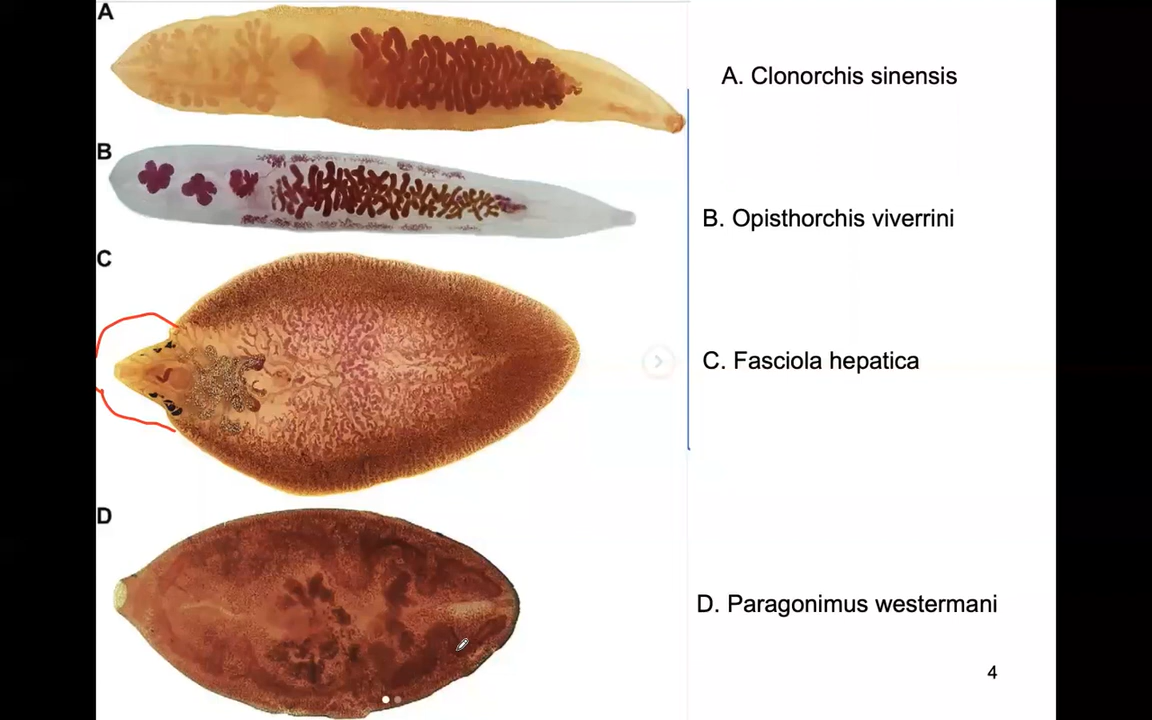 A
A. Clonorchis sinensis
B
B. Opisthorchis viverrini
C
C. Fasciola hepatica
D
D. Paragonimus westermani
4